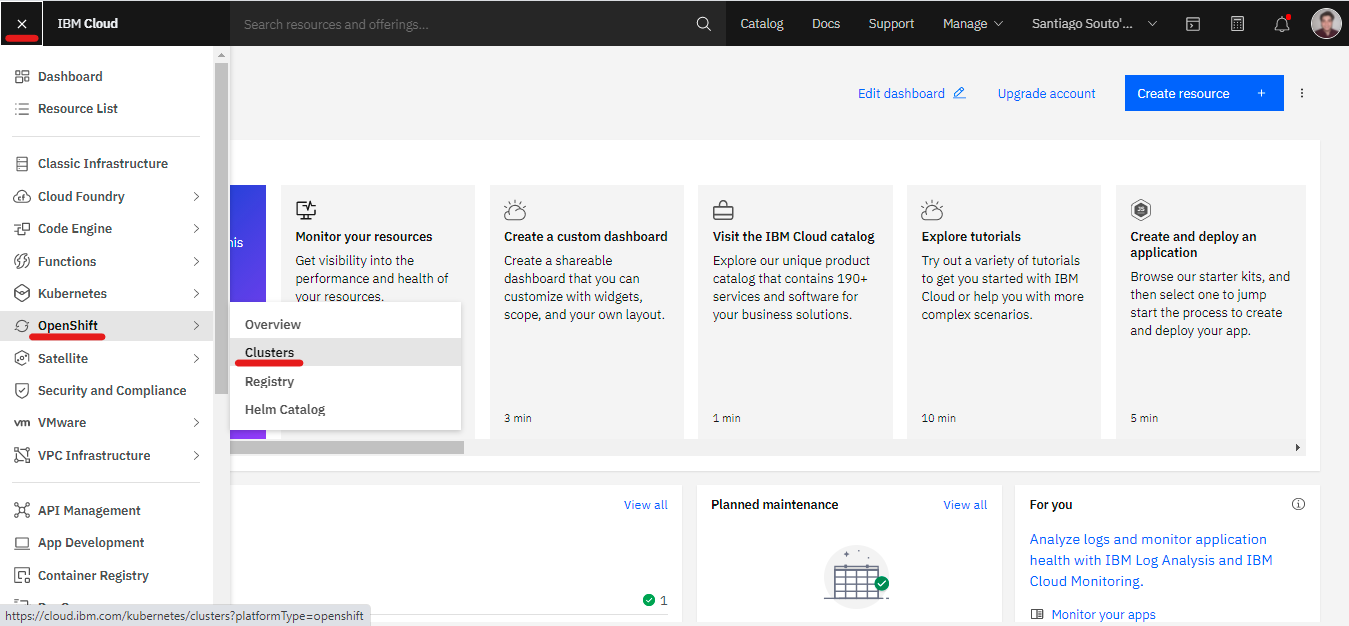 IBM Cloud
Search resources and offerings...
Catalog
Docs
Support
Manage
Santiago Souto'...
Dashboard
Resource List
Classic Infrastructure
Cloud Foundry
Code Engine
Functions
Kubernetes
OpenShift
Satellite
Security and Compliance
vm VMware
VPC Infrastructure
API Management
App Development
Container Registry
https://cloud.ibm.com/kubernetes/clusters?platformType=openshift
Overview
Clusters
Registry
Helm Catalog
Edit dashboard
Upgrade account
Create resource +
Monitor your resources
Get visibility into the
performance and health of
your resources.
Create a custom dashboard
Create a shareable
dashboard that you can
customize with widgets,
scope, and your own layout.
3 min
Visit the IBM Cloud catalog
Explore our unique product
catalog that contains 190+
services and software for
your business solutions.
1 min
Explore tutorials
Try out a variety of tutorials
to get you started with IBM
Cloud or help you with more
complex scenarios.
10 min
JS
Create and deploy an
application
Browse our starter kits, and
then select one to jump
start the process to create
and deploy your app.
5 min
View all
1
Planned maintenance
View all
For you
Analyze logs and monitor application
health with IBM Log Analysis and IBM
Cloud Monitoring.
Monitor your apps